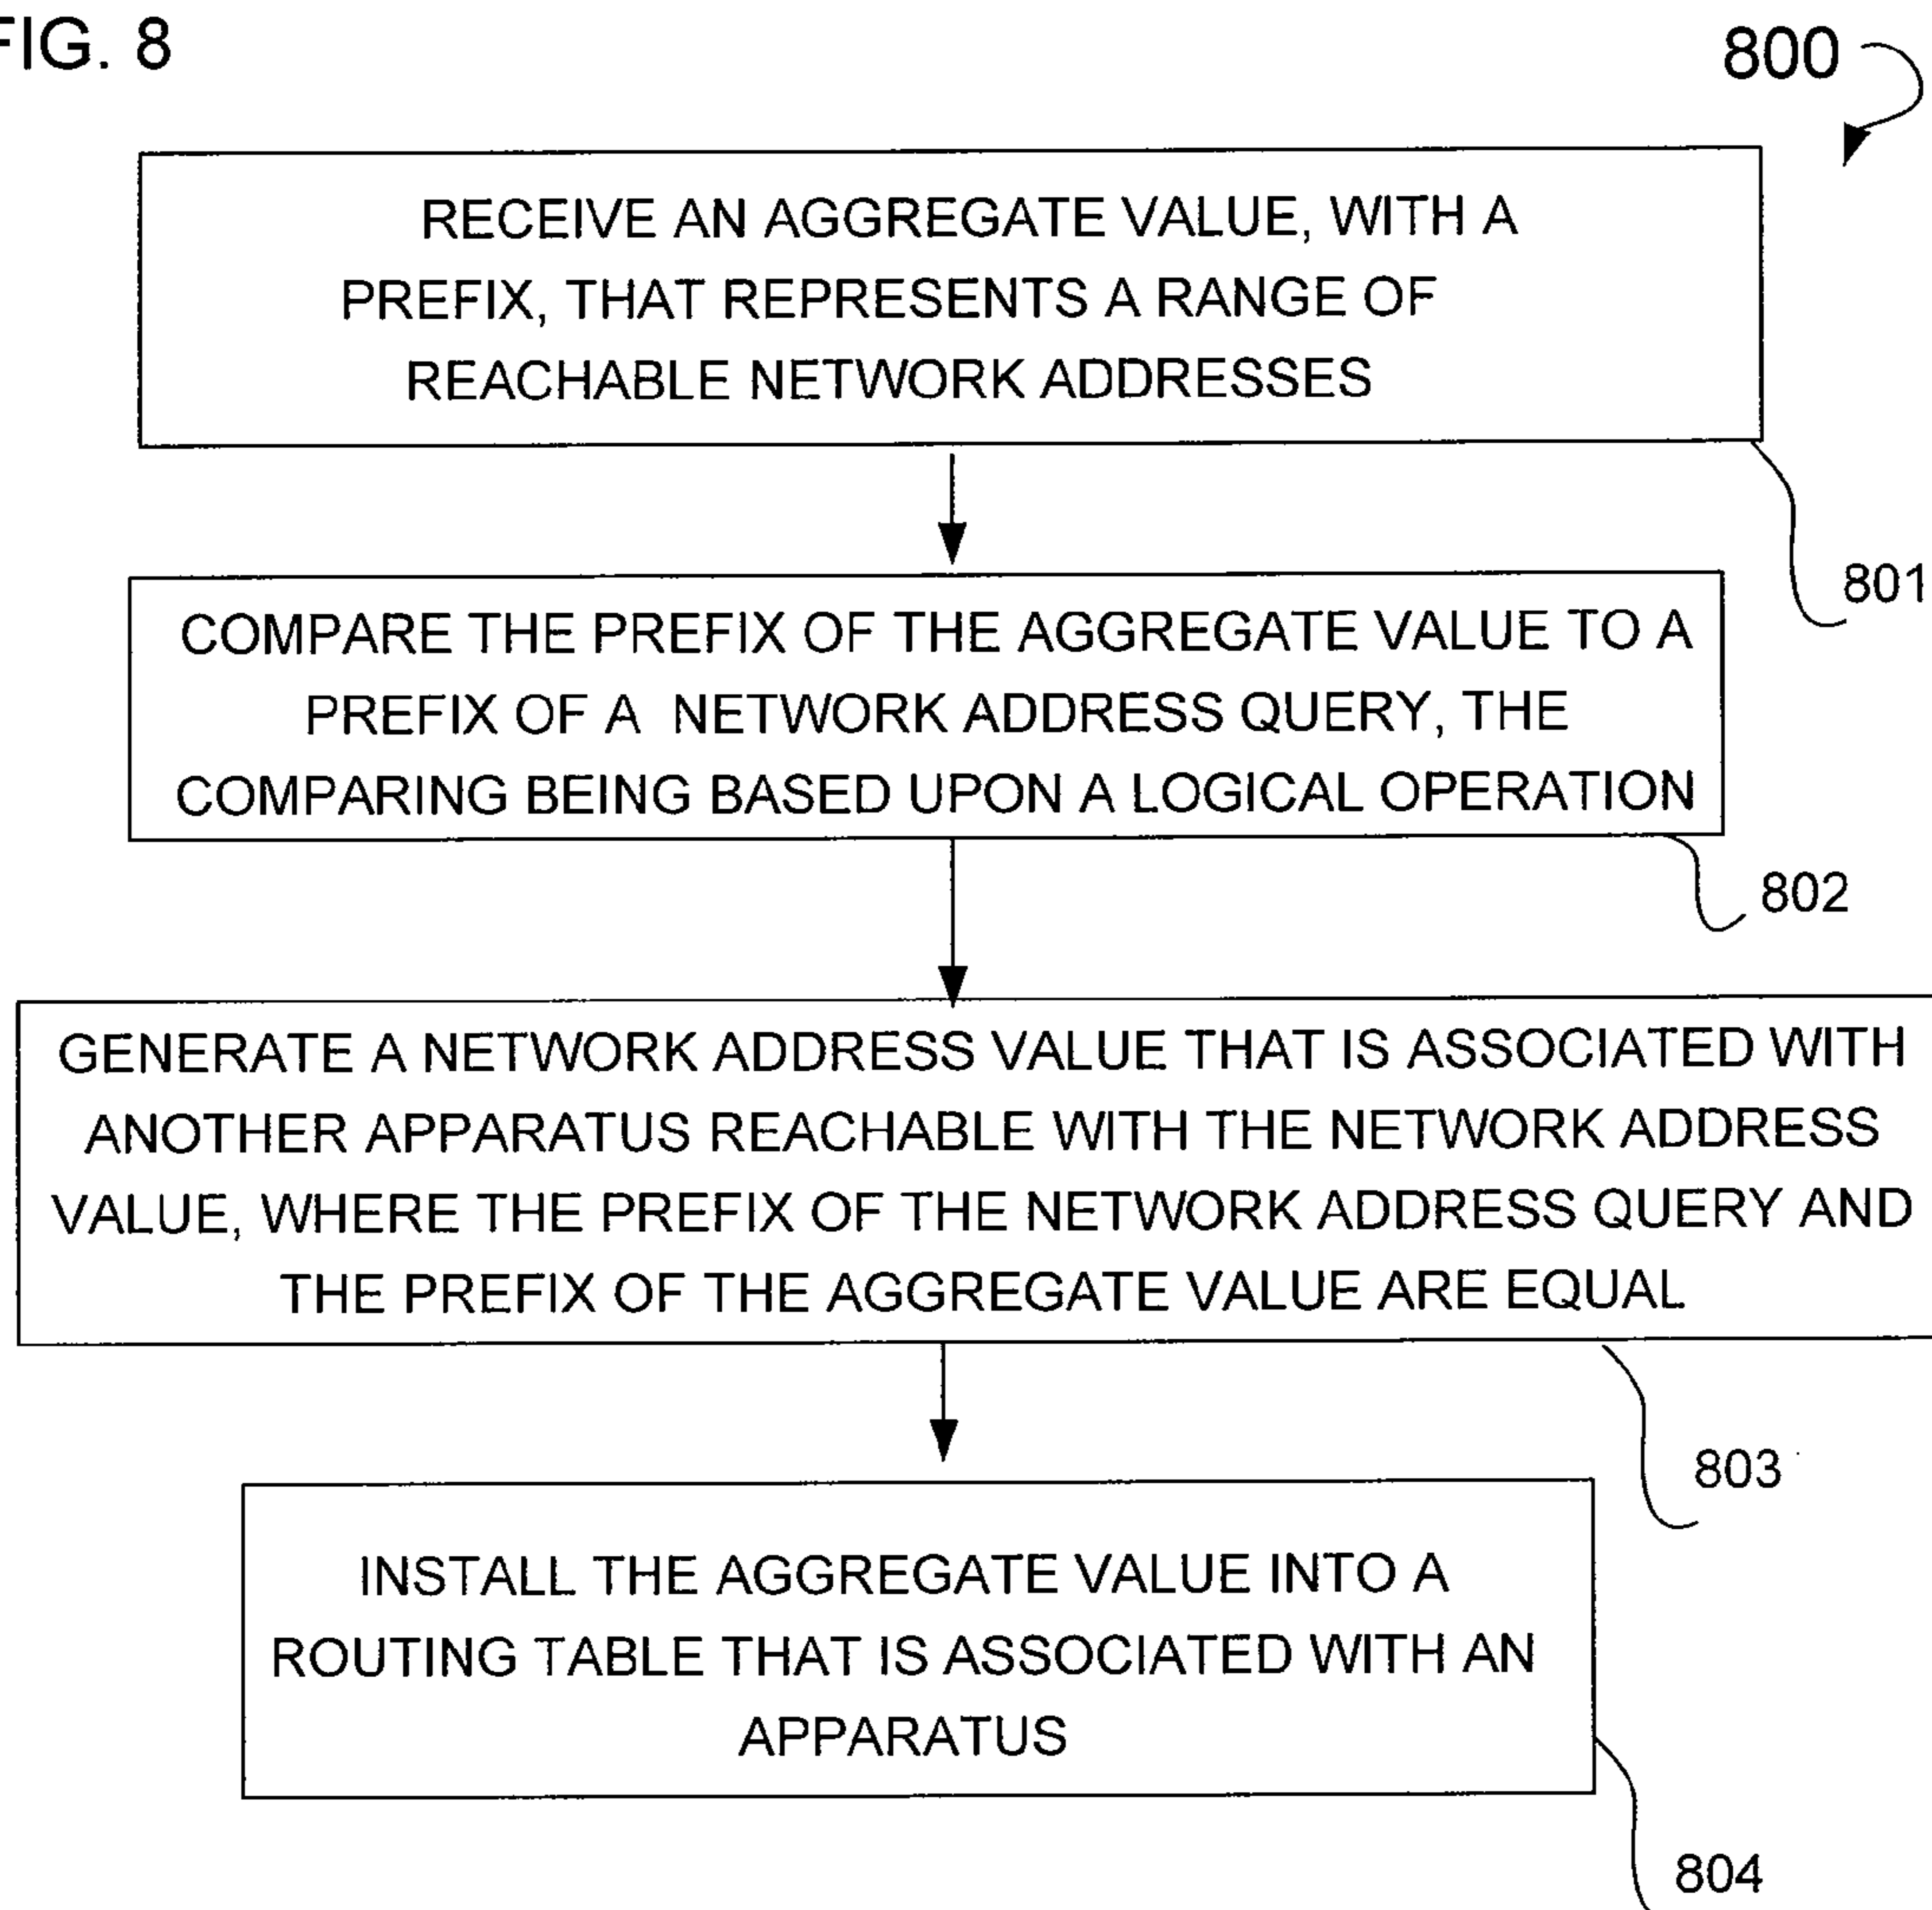 FIG. 8
800
RECEIVE AN AGGREGATE VALUE, WITH A
PREFIX, THAT REPRESENTS A RANGE OF
REACHABLE NETWORK ADDRESSES
801
COMPARE THE PREFIX OF THE AGGREGATE VALUE TO A
PREFIX OF A NETWORK ADDRESS QUERY, THE
COMPARING BEING BASED UPON A LOGICAL OPERATION
802
GENERATE A NETWORK ADDRESS VALUE THAT IS ASSOCIATED WITH
ANOTHER APPARATUS REACHABLE WITH THE NETWORK ADDRESS
VALUE, WHERE THE PREFIX OF THE NETWORK ADDRESS QUERY AND
THE PREFIX OF THE AGGREGATE VALUE ARE EQUAL
803
INSTALL THE AGGREGATE VALUE INTO A
ROUTING TABLE THAT IS ASSOCIATED WITH AN
APPARATUS
804